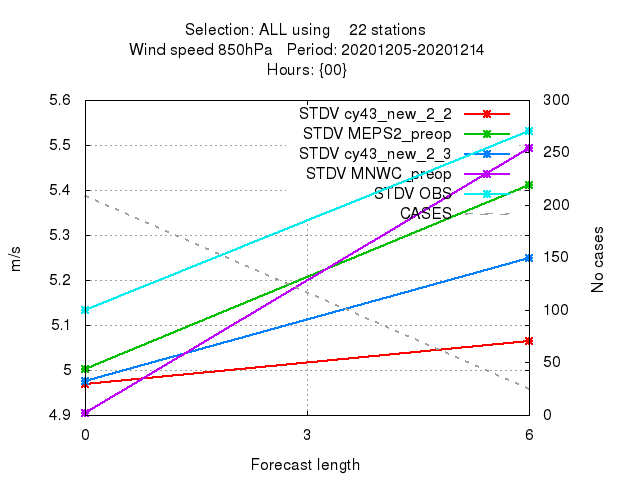 Selection: ALL using 22 stations
Wind speed 850hPa Period: 20201205-20201214
Hours: {00}
5.6
5.5
5.4
5.3
5.2
5.1
5
4.9
300
250
200
150
100
50
0
STDV cy43_new_2_2
STDV MEPS2_preop
STDV cy43_new_2_3
STDV MNWC_preop
STDV OBS
CASES
m/s
No cases
0 3 6
Forecast length